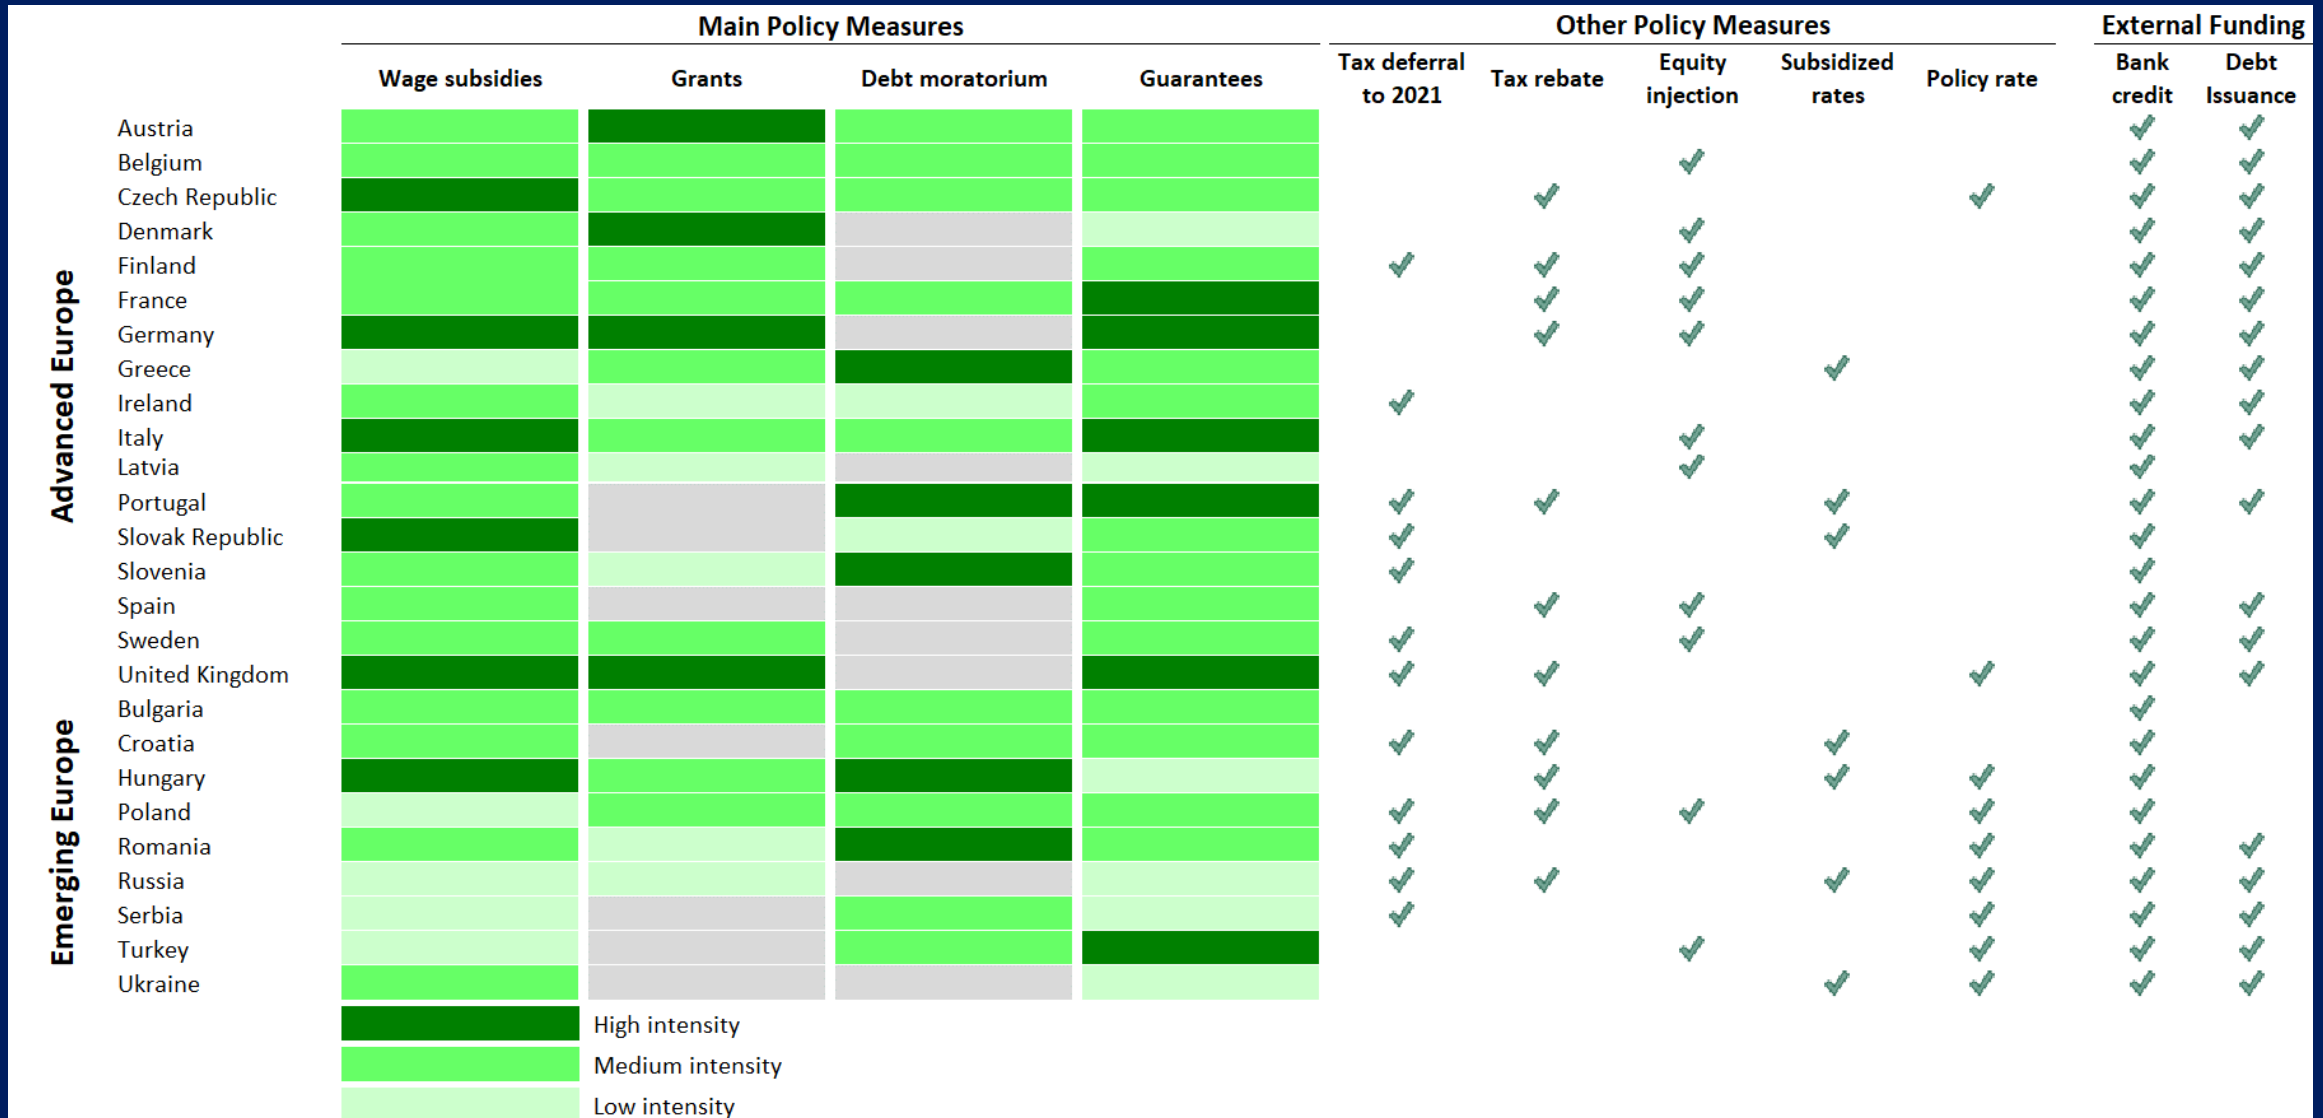 Main Policy Measures
Other Policy Measures
External Funding
Wage subsidies
Grants
Debt moratorium
Guarantees
Tax deferral
to 2021
Tax rebate
Equity
injection
Subsidized
rates
Policy rate
Bank
credit
Debt
Issuance
Advanced Europe
Austria
Belgium
Czech Republic
Denmark
Finland
France
Germany
Greece
Ireland
Italy
Latvia
Portugal
Slovak Republic
Slovenia
Spain
Sweden
United Kingdom
Emerging Europe
Bulgaria
Croatia
Hungary
Poland
Romania
Russia
Serbia
Turkey
Ukraine
High intensity
Medium intensity
Low intensity